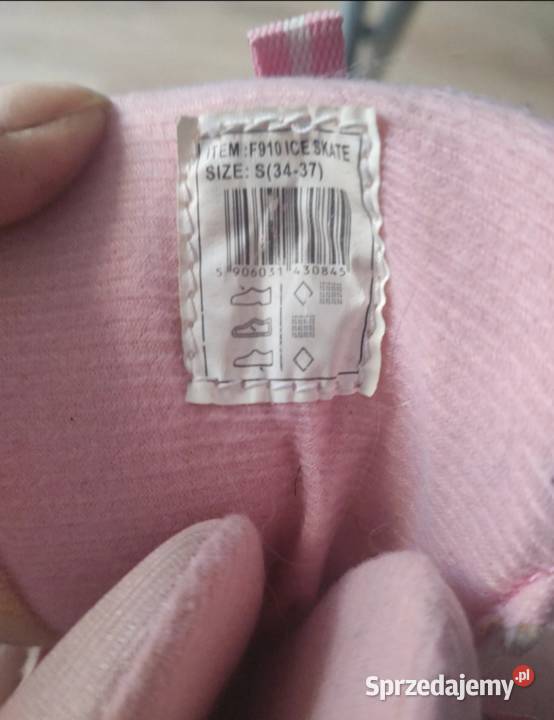 ITEM:F910 ICE SKATE
SIZE: S(34-37)
5 906031 430845
Sprzedajemy.pl